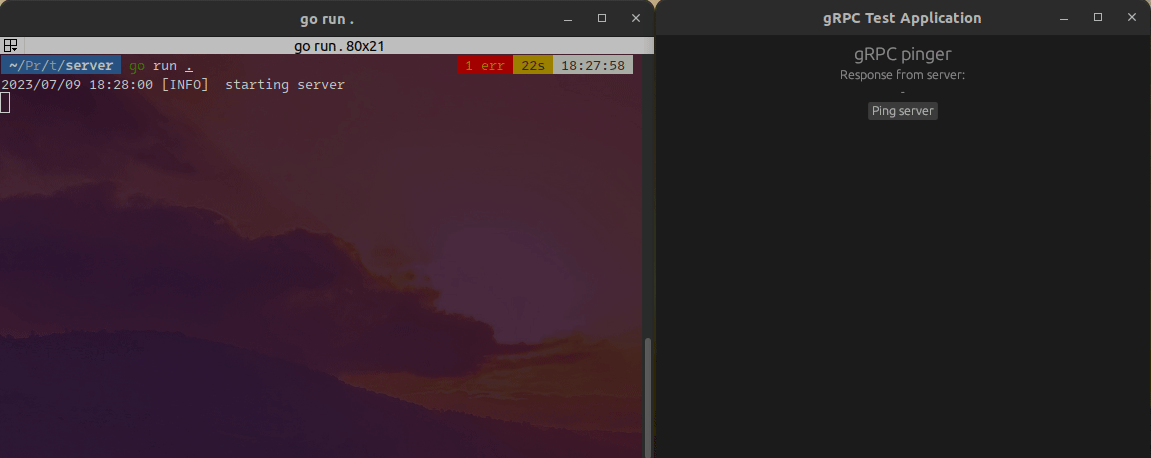 go run .
go run . 80x21
~/Pr/t/server go run . 1 err 22s 18:27:58
2023/07/09 18:28:00 [INFO]  starting server
gRPC Test Application
gRPC pinger
Response from server:
-
Ping server